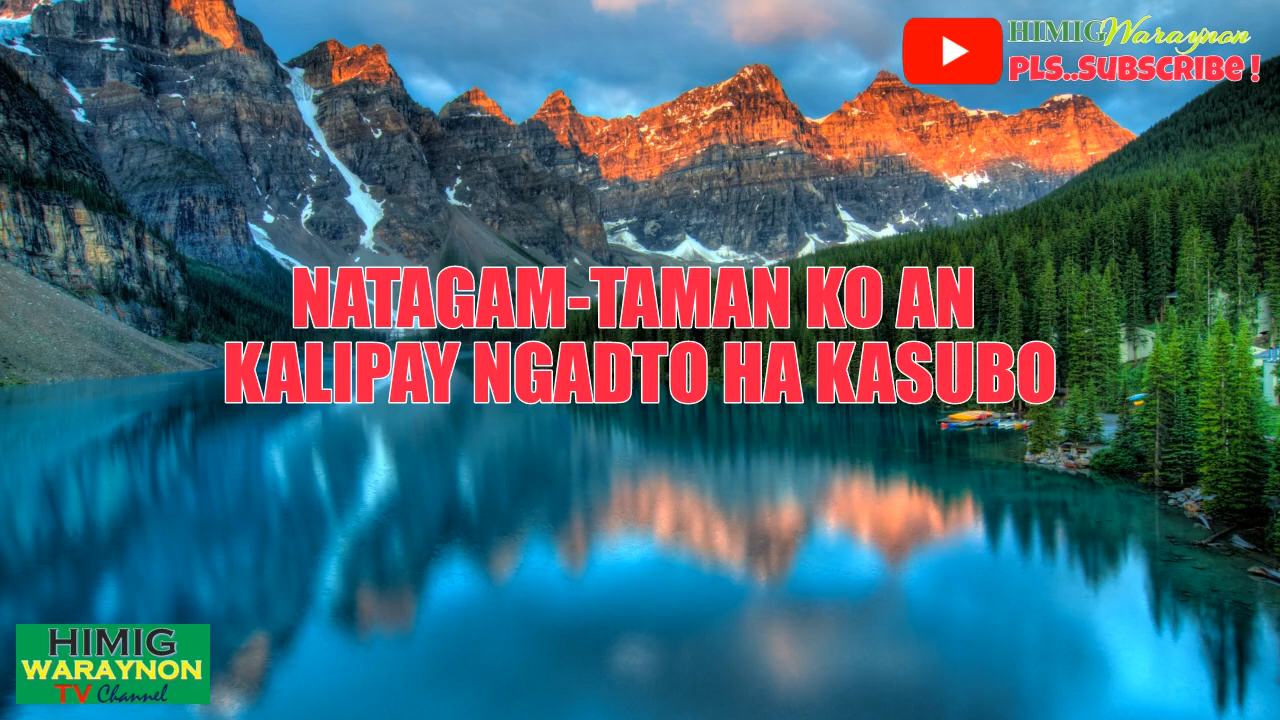 HIMIG Waraynon
PLS..SUBSCRIBE !
NATAGAM-TAMAN KO AN
KALIPAY NGADTO HA KASUBO
HIMIG
WARAYNON
TV Channel